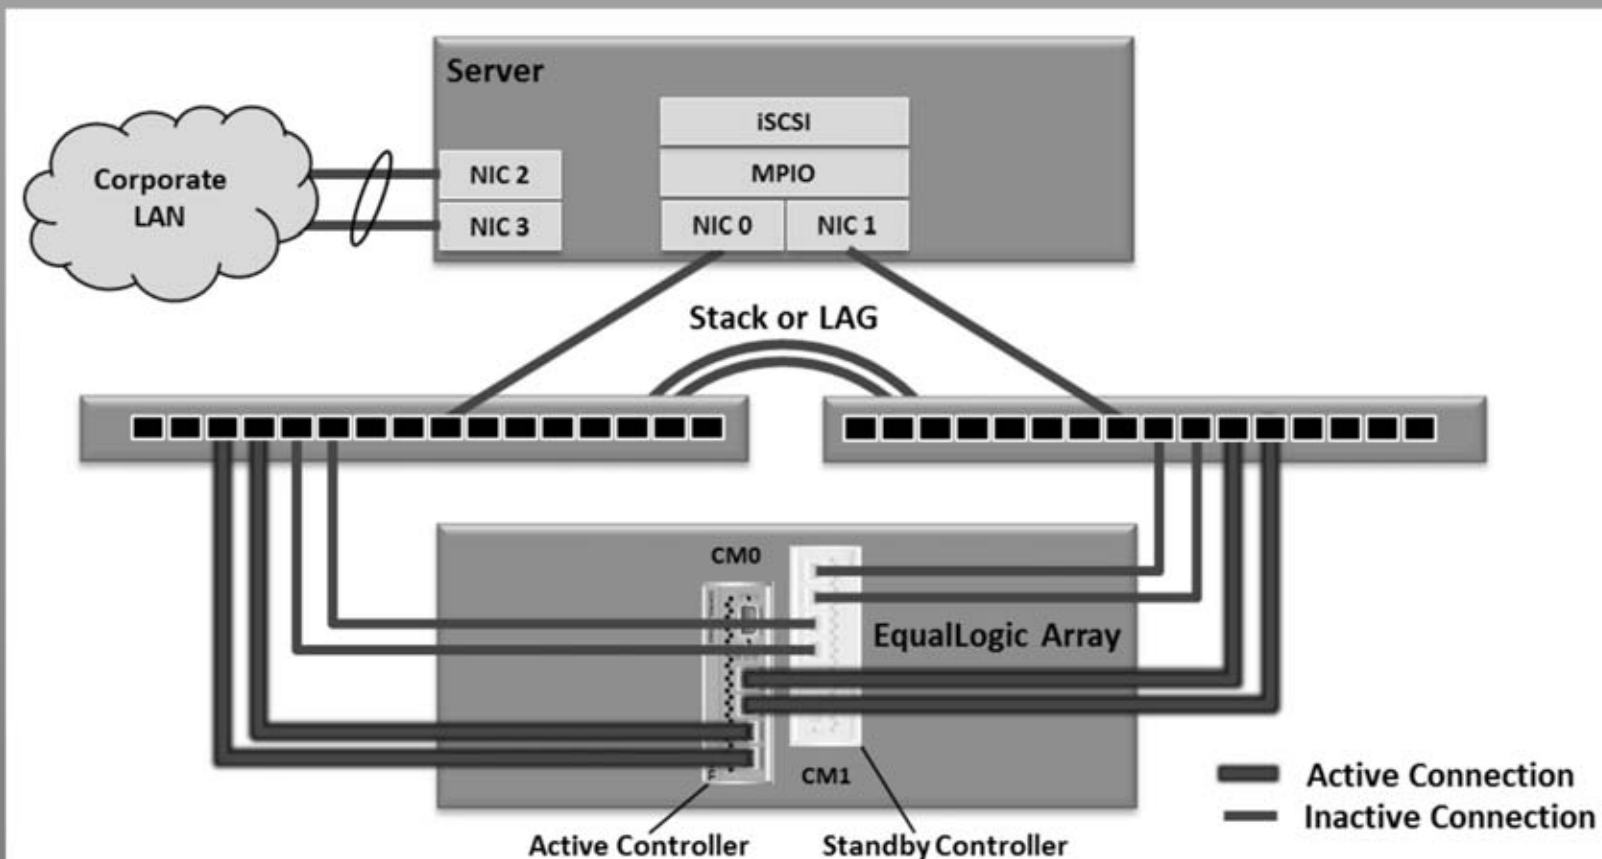 Server
iSCSI
MPIO
NIC 0
NIC 1
NIC 2
NIC 3
Corporate
LAN
Stack or LAG
CM0
EqualLogic Array
CM1
Active Controller
Standby Controller
Active Connection
Inactive Connection